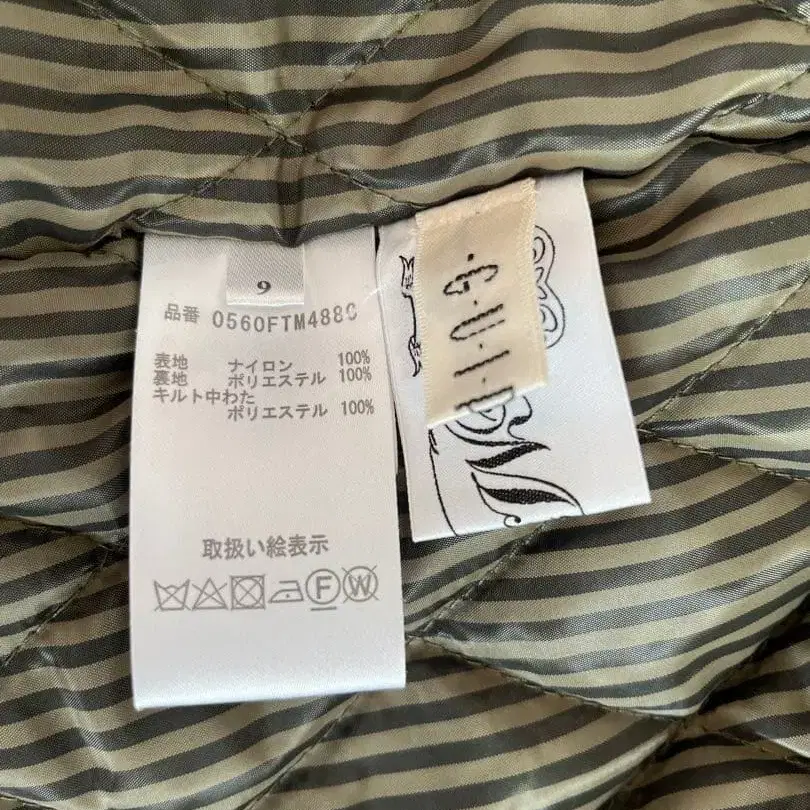 9
品番 0560FTM488C
表地 ナイロン 100%
裏地 ポリエステル 100%
キルト中わた
ポリエステル 100%
取扱い絵表示
F W